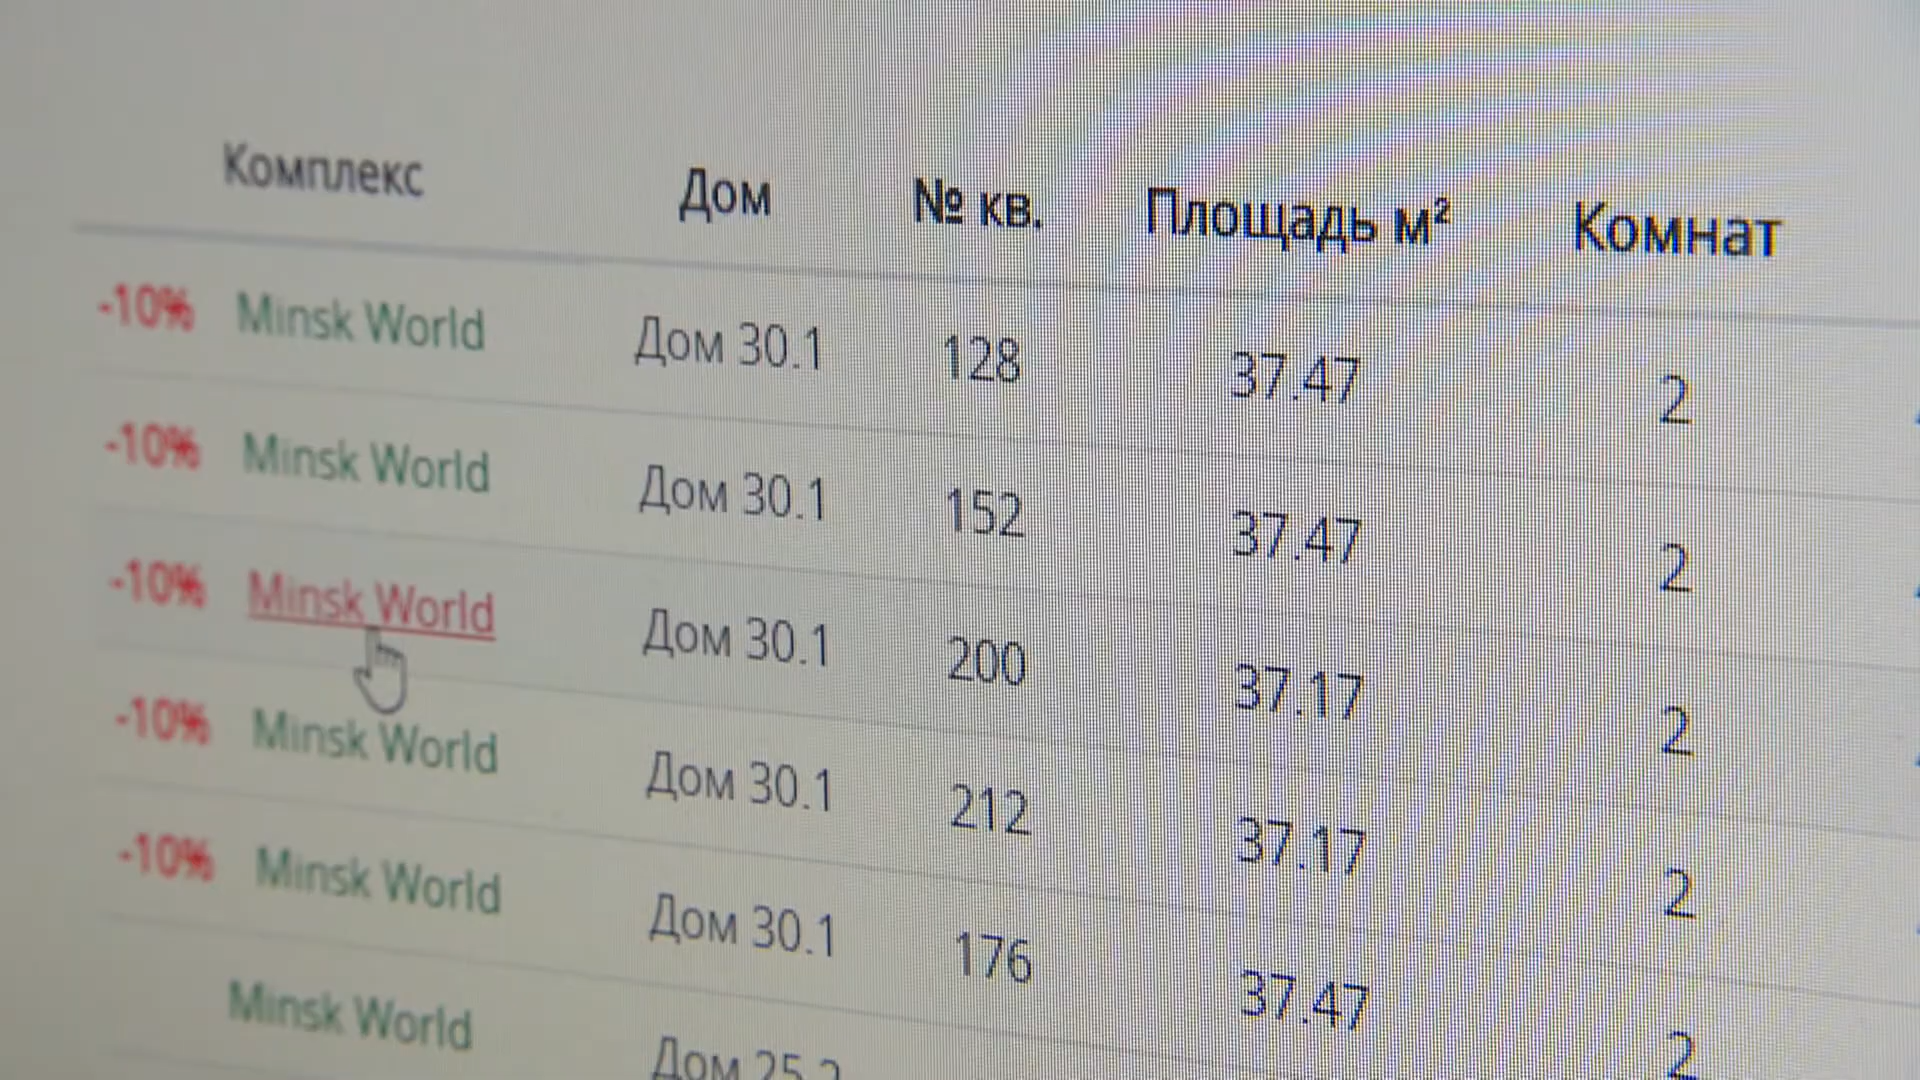 Комплекс Дом № кв. Площадь м² Комнат
-10% Minsk World Дом 30.1 128 37.47 2
-10% Minsk World Дом 30.1 152 37.47 2
-10% Minsk World Дом 30.1 200 37.17 2
-10% Minsk World Дом 30.1 212 37.17 2
-10% Minsk World Дом 30.1 176 37.47 2
Minsk World Дом 25.2